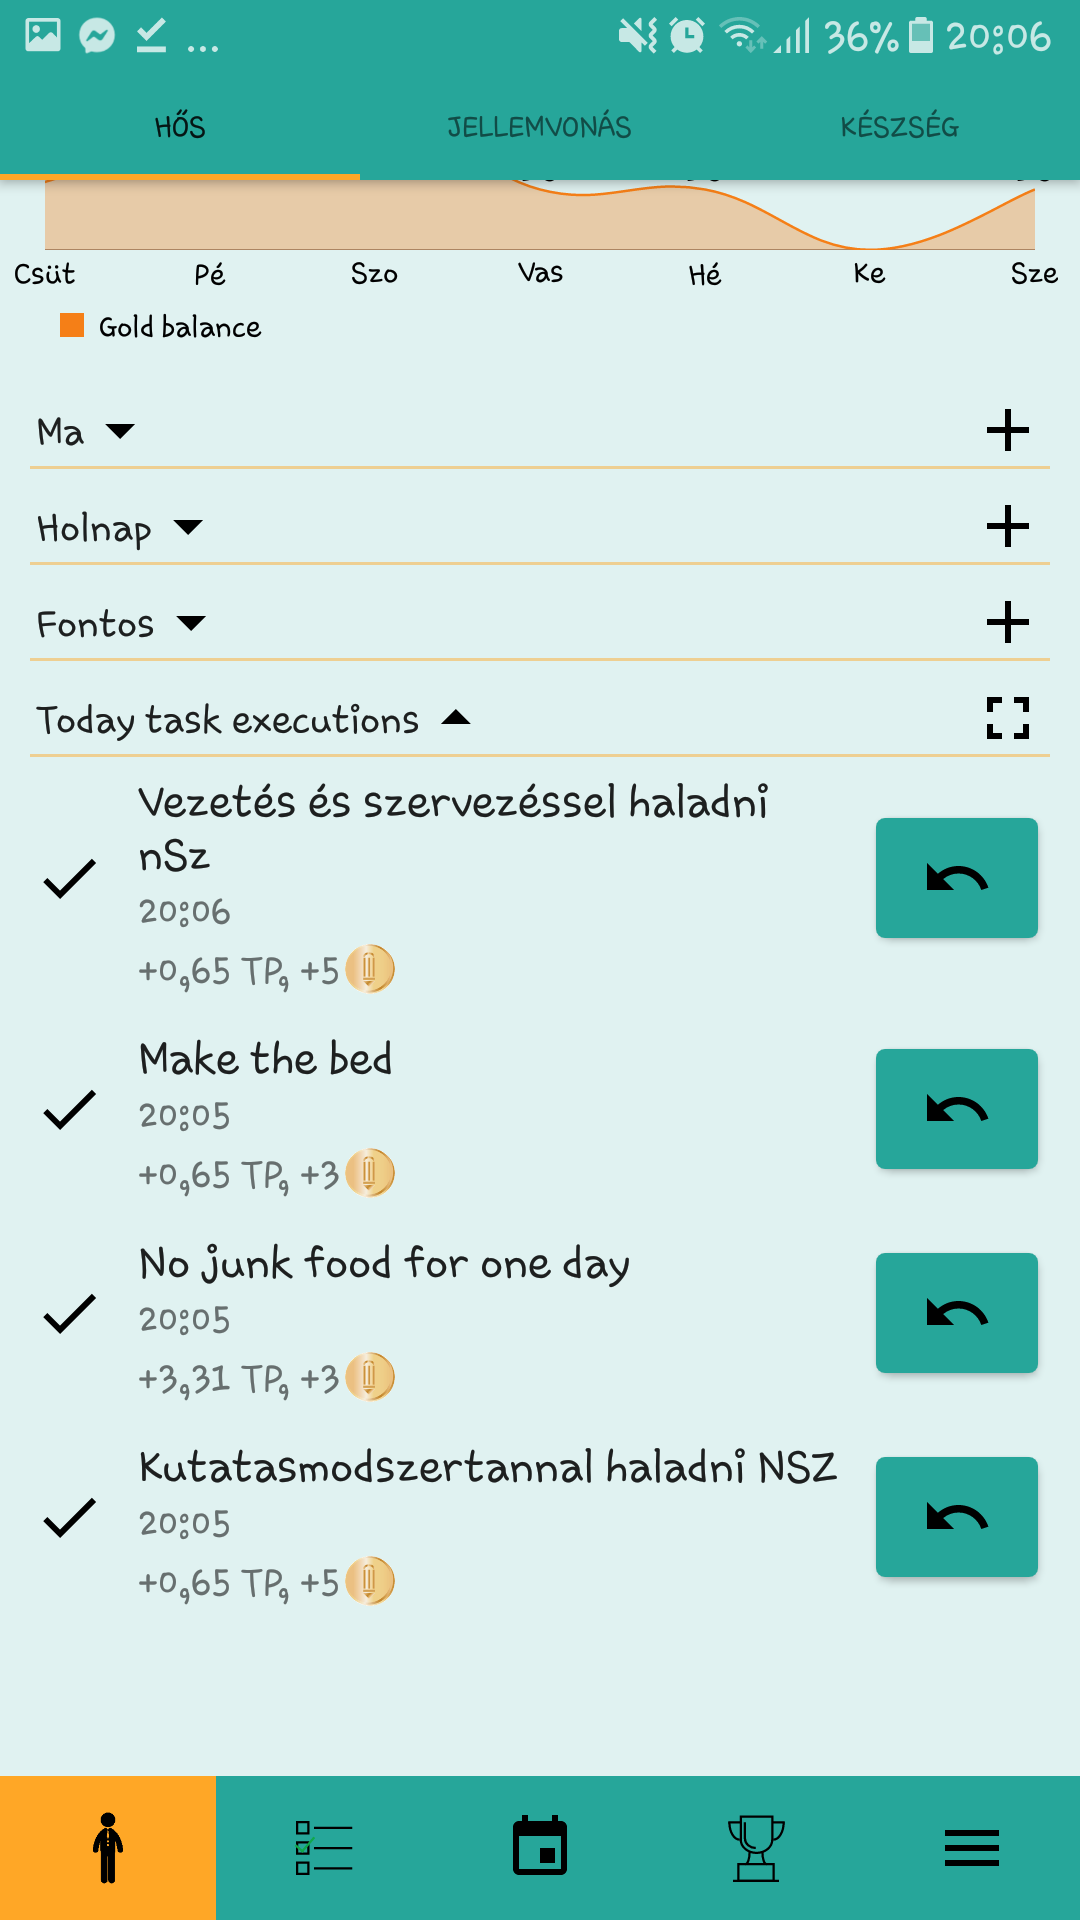 36% 20:06
HŐS JELLEMVONÁS KÉSZSÉG
Csüt Pé Szo Vas Hé Ke Sze
Gold balance
Ma
Holnap
Fontos
Today task executions
Vezetés és szervezéssel haladni
nSz
20:06
+0,65 TP, +5
Make the bed
20:05
+0,65 TP, +3
No junk food for one day
20:05
+3,31 TP, +3
Kutatasmodszertannal haladni NSZ
20:05
+0,65 TP, +5